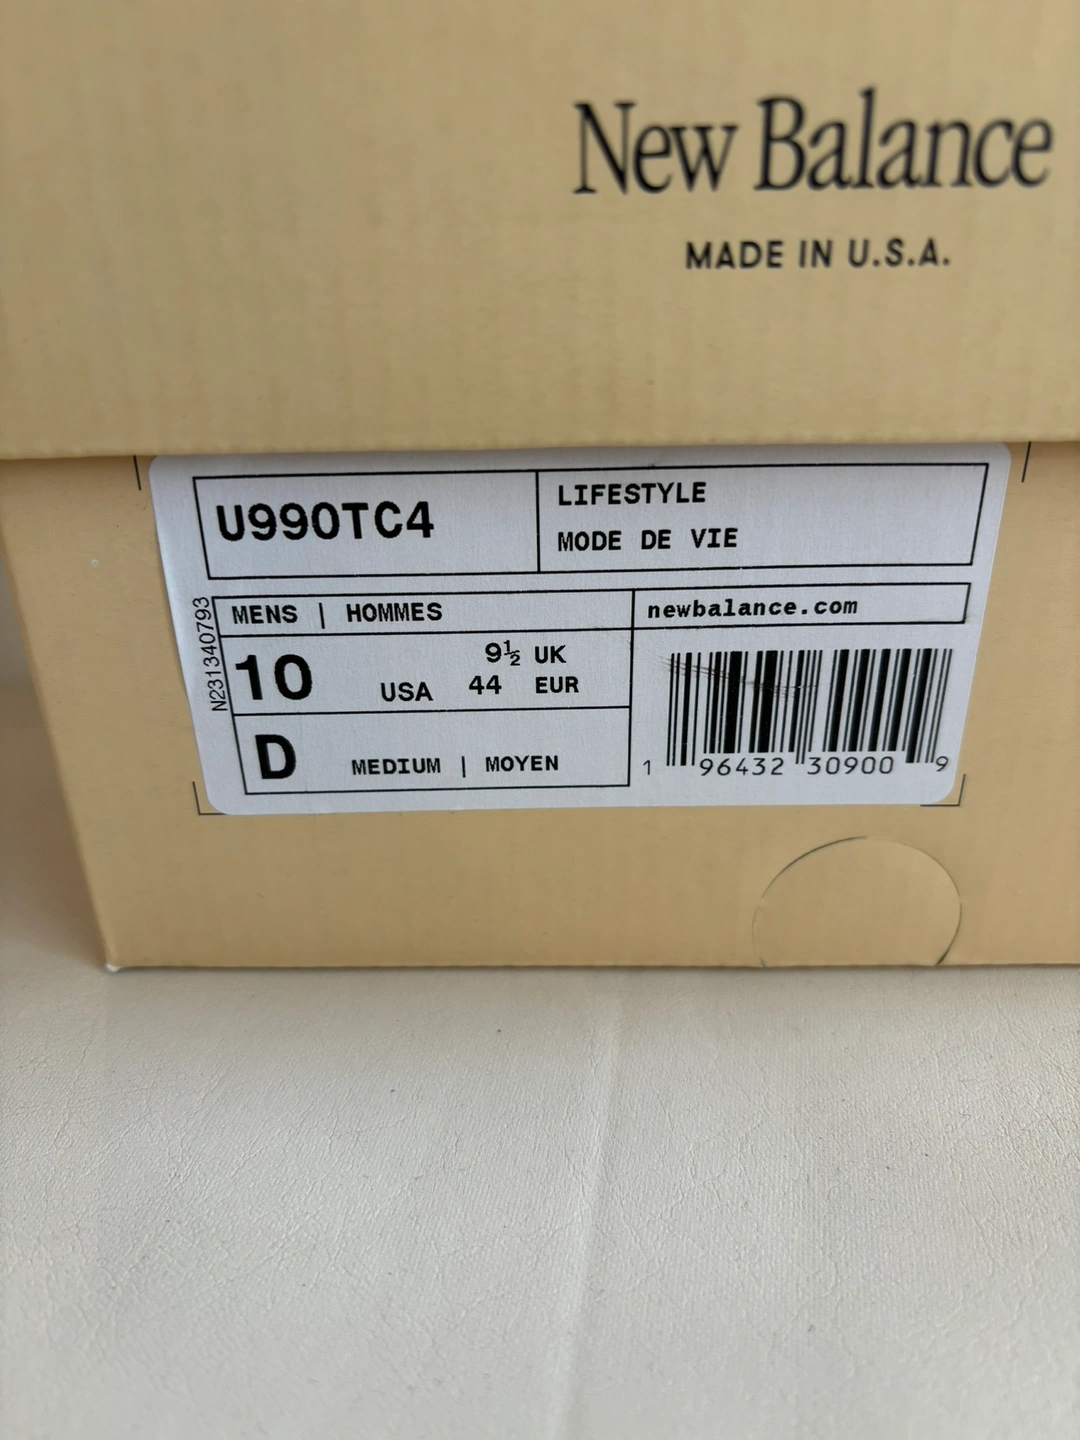 New Balance
MADE IN U.S.A.
U990TC4
LIFESTYLE
MODE DE VIE
MENS | HOMMES
newbalance.com
N231340793
10 USA
9½ UK
44 EUR
D MEDIUM | MOYEN
1 96432 30900 9